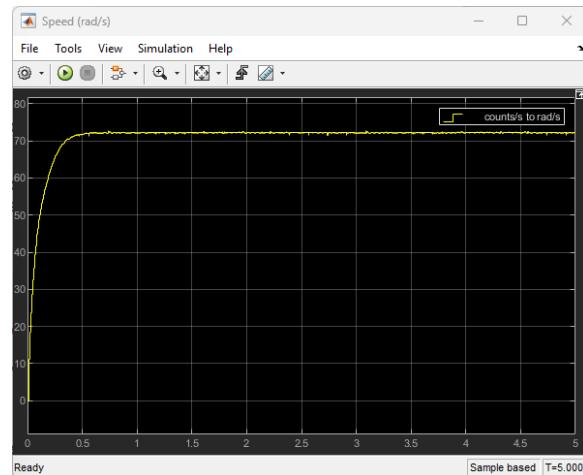 Speed (rad/s)
File Tools View Simulation Help
counts/s to rad/s
80
70
60
50
40
30
20
10
0
0 0.5 1 1.5 2 2.5 3 3.5 4 4.5 5
Ready Sample based T=5.000